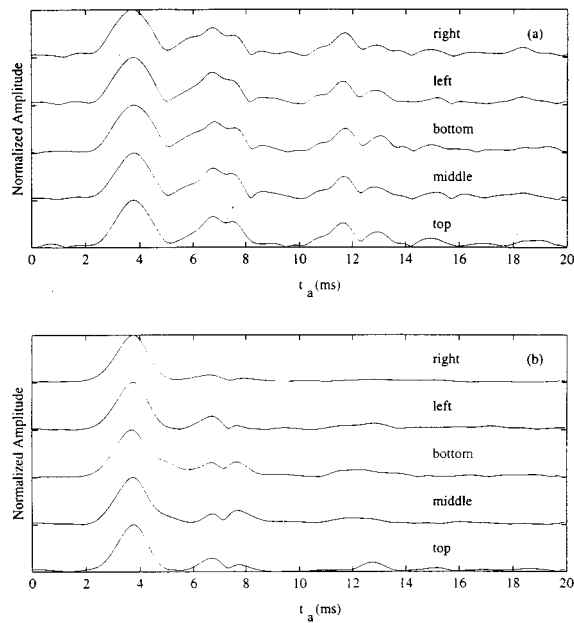 (a)
right
left
bottom
middle
top
Normalized Amplitude
0 2 4 6 8 10 12 14 16 18 20
t a (ms)
(b)
right
left
bottom
middle
top
Normalized Amplitude
0 2 4 6 8 10 12 14 16 18 20
t a (ms)